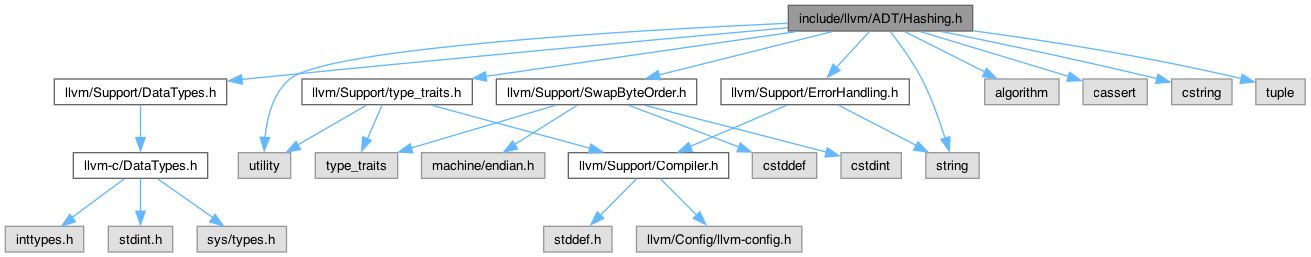 include/llvm/ADT/Hashing.h
llvm/Support/DataTypes.h
llvm/Support/type_traits.h
llvm/Support/SwapByteOrder.h
llvm/Support/ErrorHandling.h
algorithm
cassert
cstring
tuple
llvm-c/DataTypes.h
utility
type_traits
machine/endian.h
llvm/Support/Compiler.h
cstddef
cstdint
string
inttypes.h
stdint.h
sys/types.h
stddef.h
llvm/Config/llvm-config.h